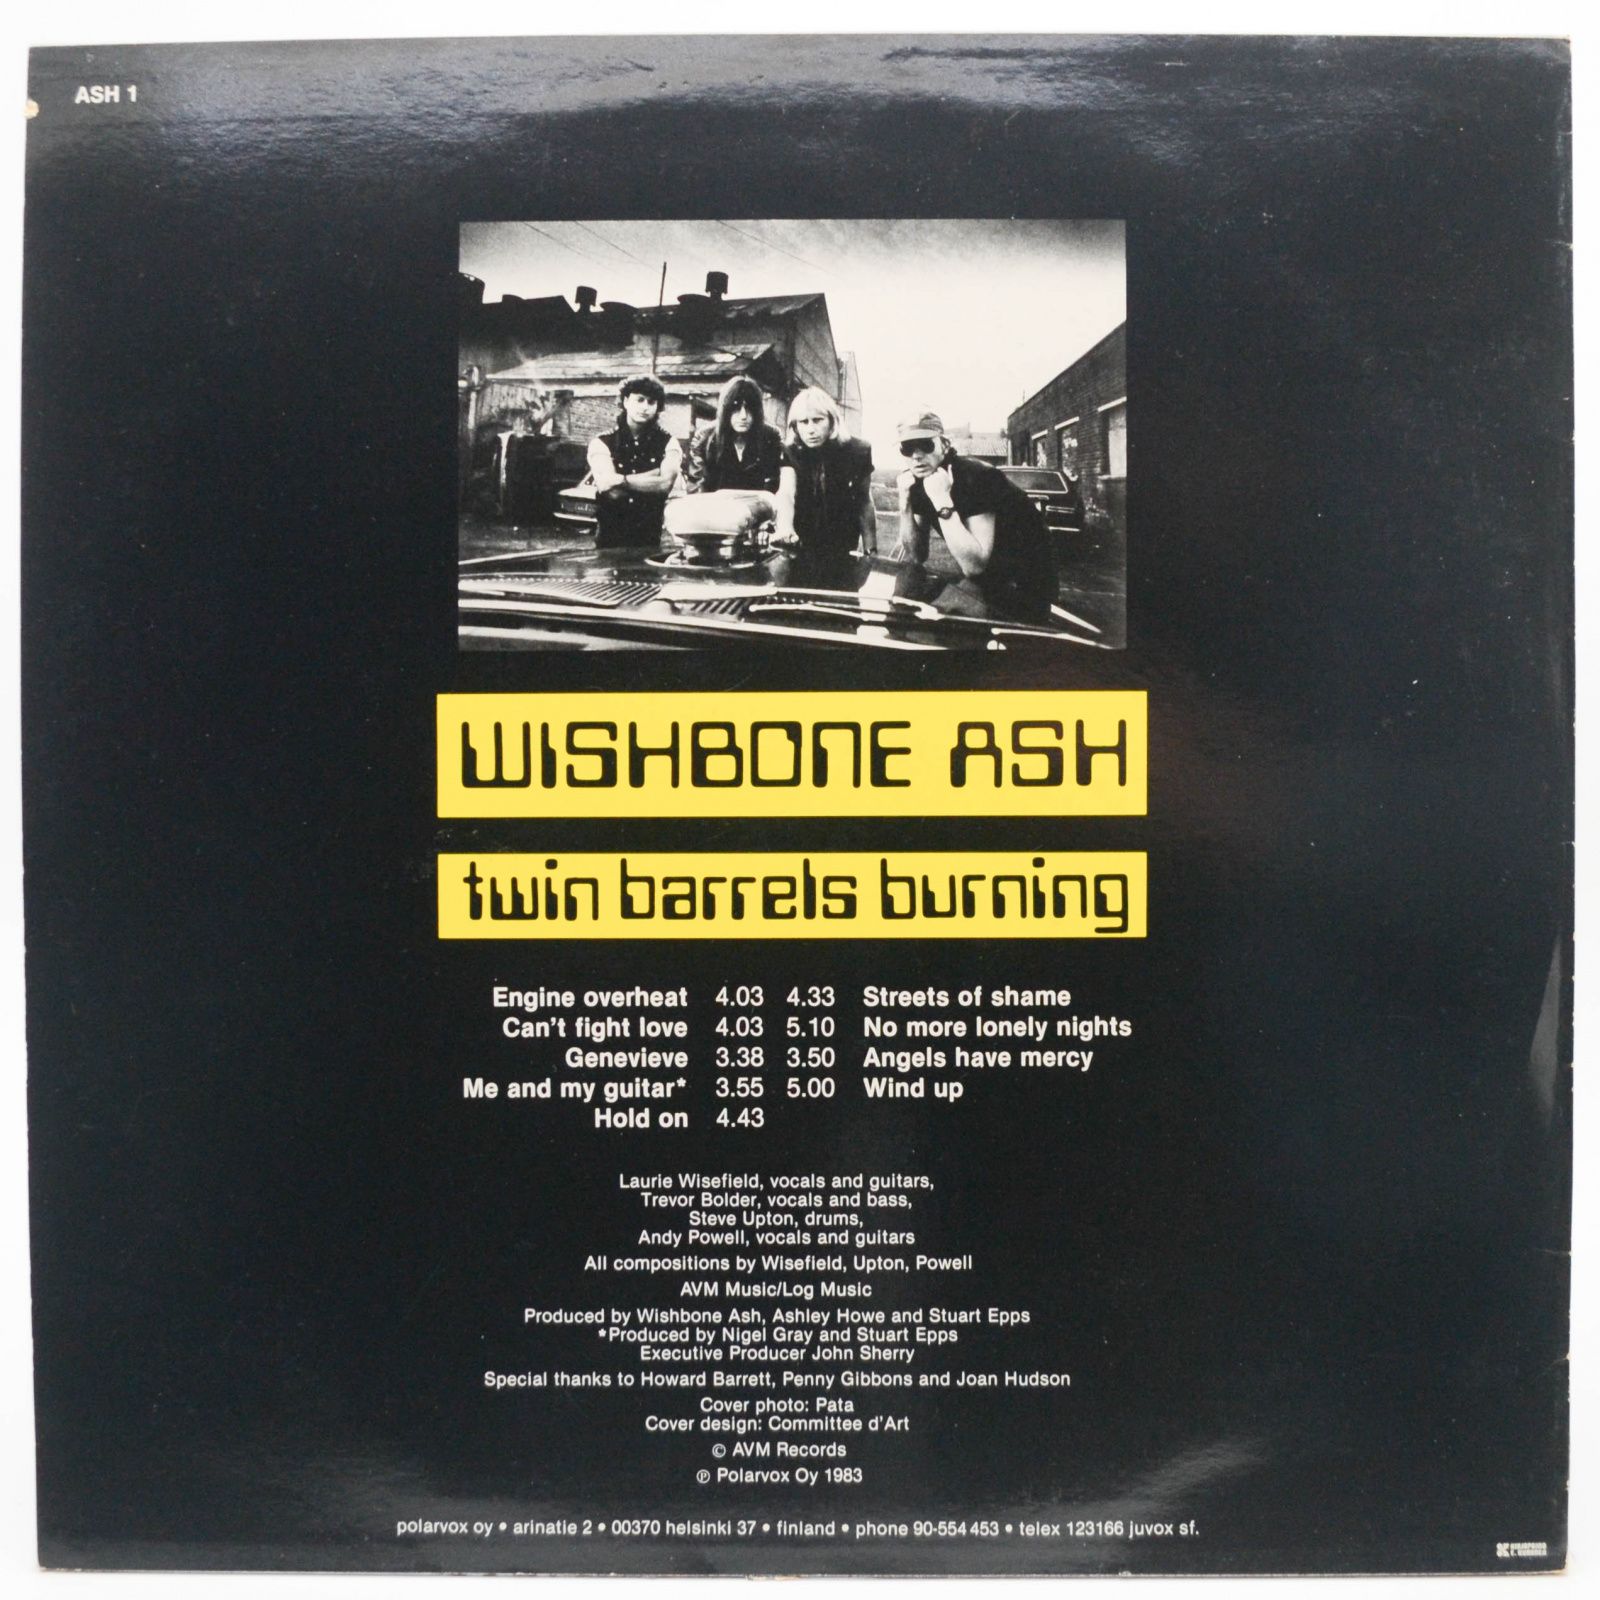 ASH 1
WISHBONE ASH
twin barrels burning
Engine overheat 4.03 4.33 Streets of shame
Can't fight love 4.03 5.10 No more lonely nights
Genevieve 3.38 3.50 Angels have mercy
Me and my guitar* 3.55 5.00 Wind up
Hold on 4.43
Laurie Wisefield, vocals and guitars,
Trevor Bolder, vocals and bass,
Steve Upton, drums,
Andy Powell, vocals and guitars
All compositions by Wisefield, Upton, Powell
AVM Music/Log Music
Produced by Wishbone Ash, Ashley Howe and Stuart Epps
*Produced by Nigel Gray and Stuart Epps
Executive Producer John Sherry
Special thanks to Howard Barrett, Penny Gibbons and Joan Hudson
Cover photo: Pata
Cover design: Committee d'Art
© AVM Records
℗ Polarvox Oy 1983
polarvox oy • arinatie 2 • 00370 helsinki 37 • finland • phone 90-554 453 • telex 123166 juvox sf.